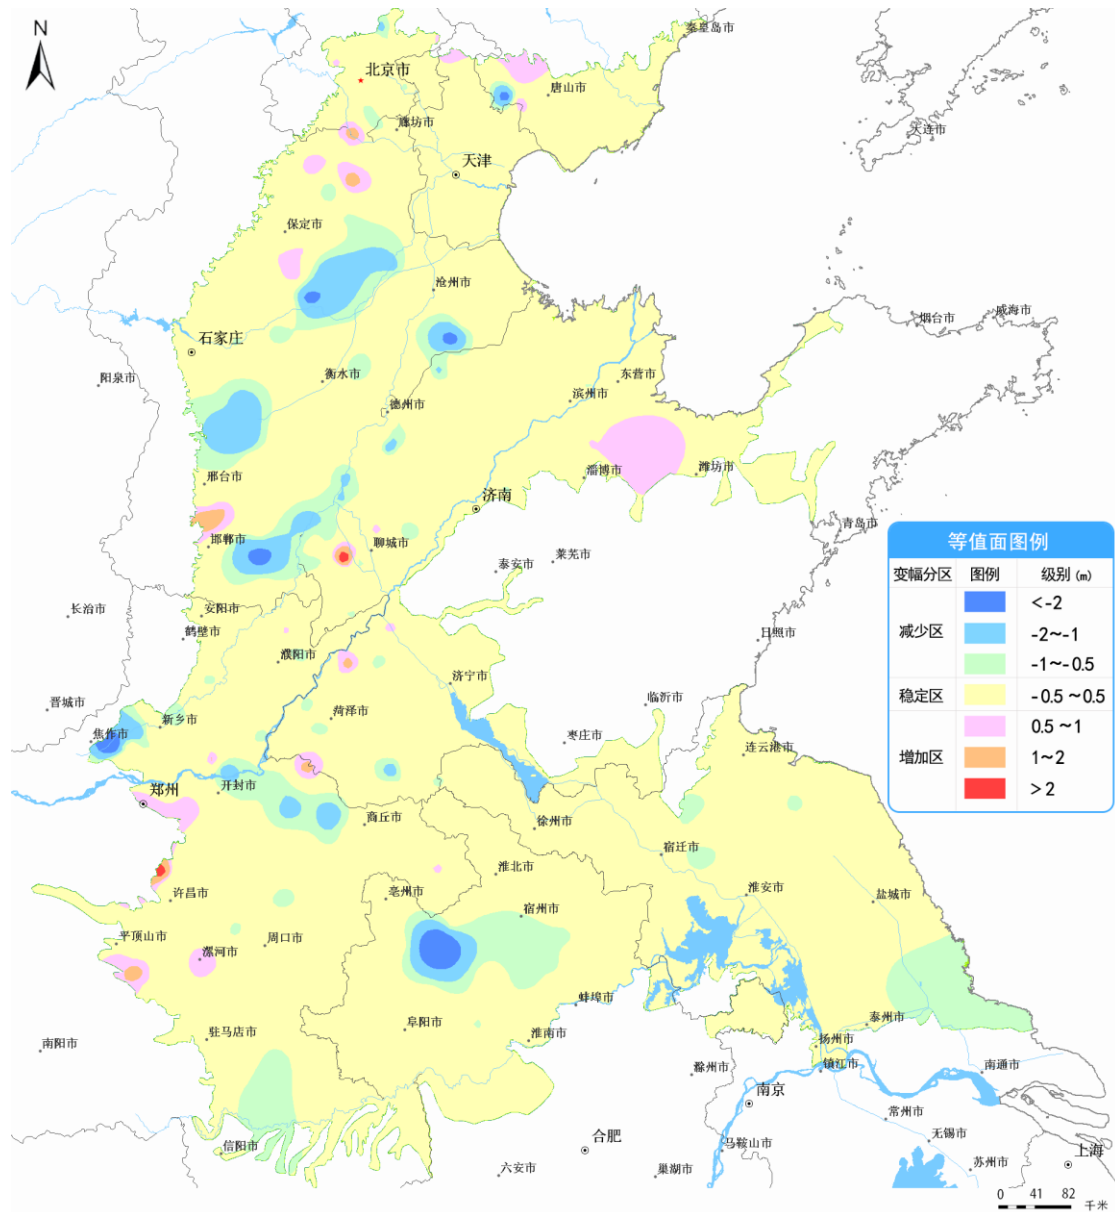 N
秦皇岛市
北京市
唐山市
廊坊市
大连市
天津
保定市
沧州市
烟台市
威海市
石家庄
阳泉市
衡水市
东营市
滨州市
德州市
邢台市
淄博市
潍坊市
济南
青岛市
邯郸市
聊城市
莱芜市
泰安市
长治市
安阳市
鹤壁市
日照市
濮阳市
济宁市
晋城市
临沂市
新乡市
菏泽市
焦作市
枣庄市
连云港市
开封市
郑州
商丘市
徐州市
宿迁市
淮北市
许昌市
亳州市
淮安市
盐城市
宿州市
平顶山市
周口市
漯河市
蚌埠市
阜阳市
驻马店市
淮南市
泰州市
扬州市
南阳市
滁州市
镇江市
南通市
南京
常州市
信阳市
合肥
马鞍山市
无锡市
上海
六安市
巢湖市
苏州市
等值面图例
变幅分区 图例 级别 (m)
<-2
减少区 -2~-1
-1~-0.5
稳定区 -0.5~0.5
0.5~1
增加区 1~2
>2
0 41 82
千米